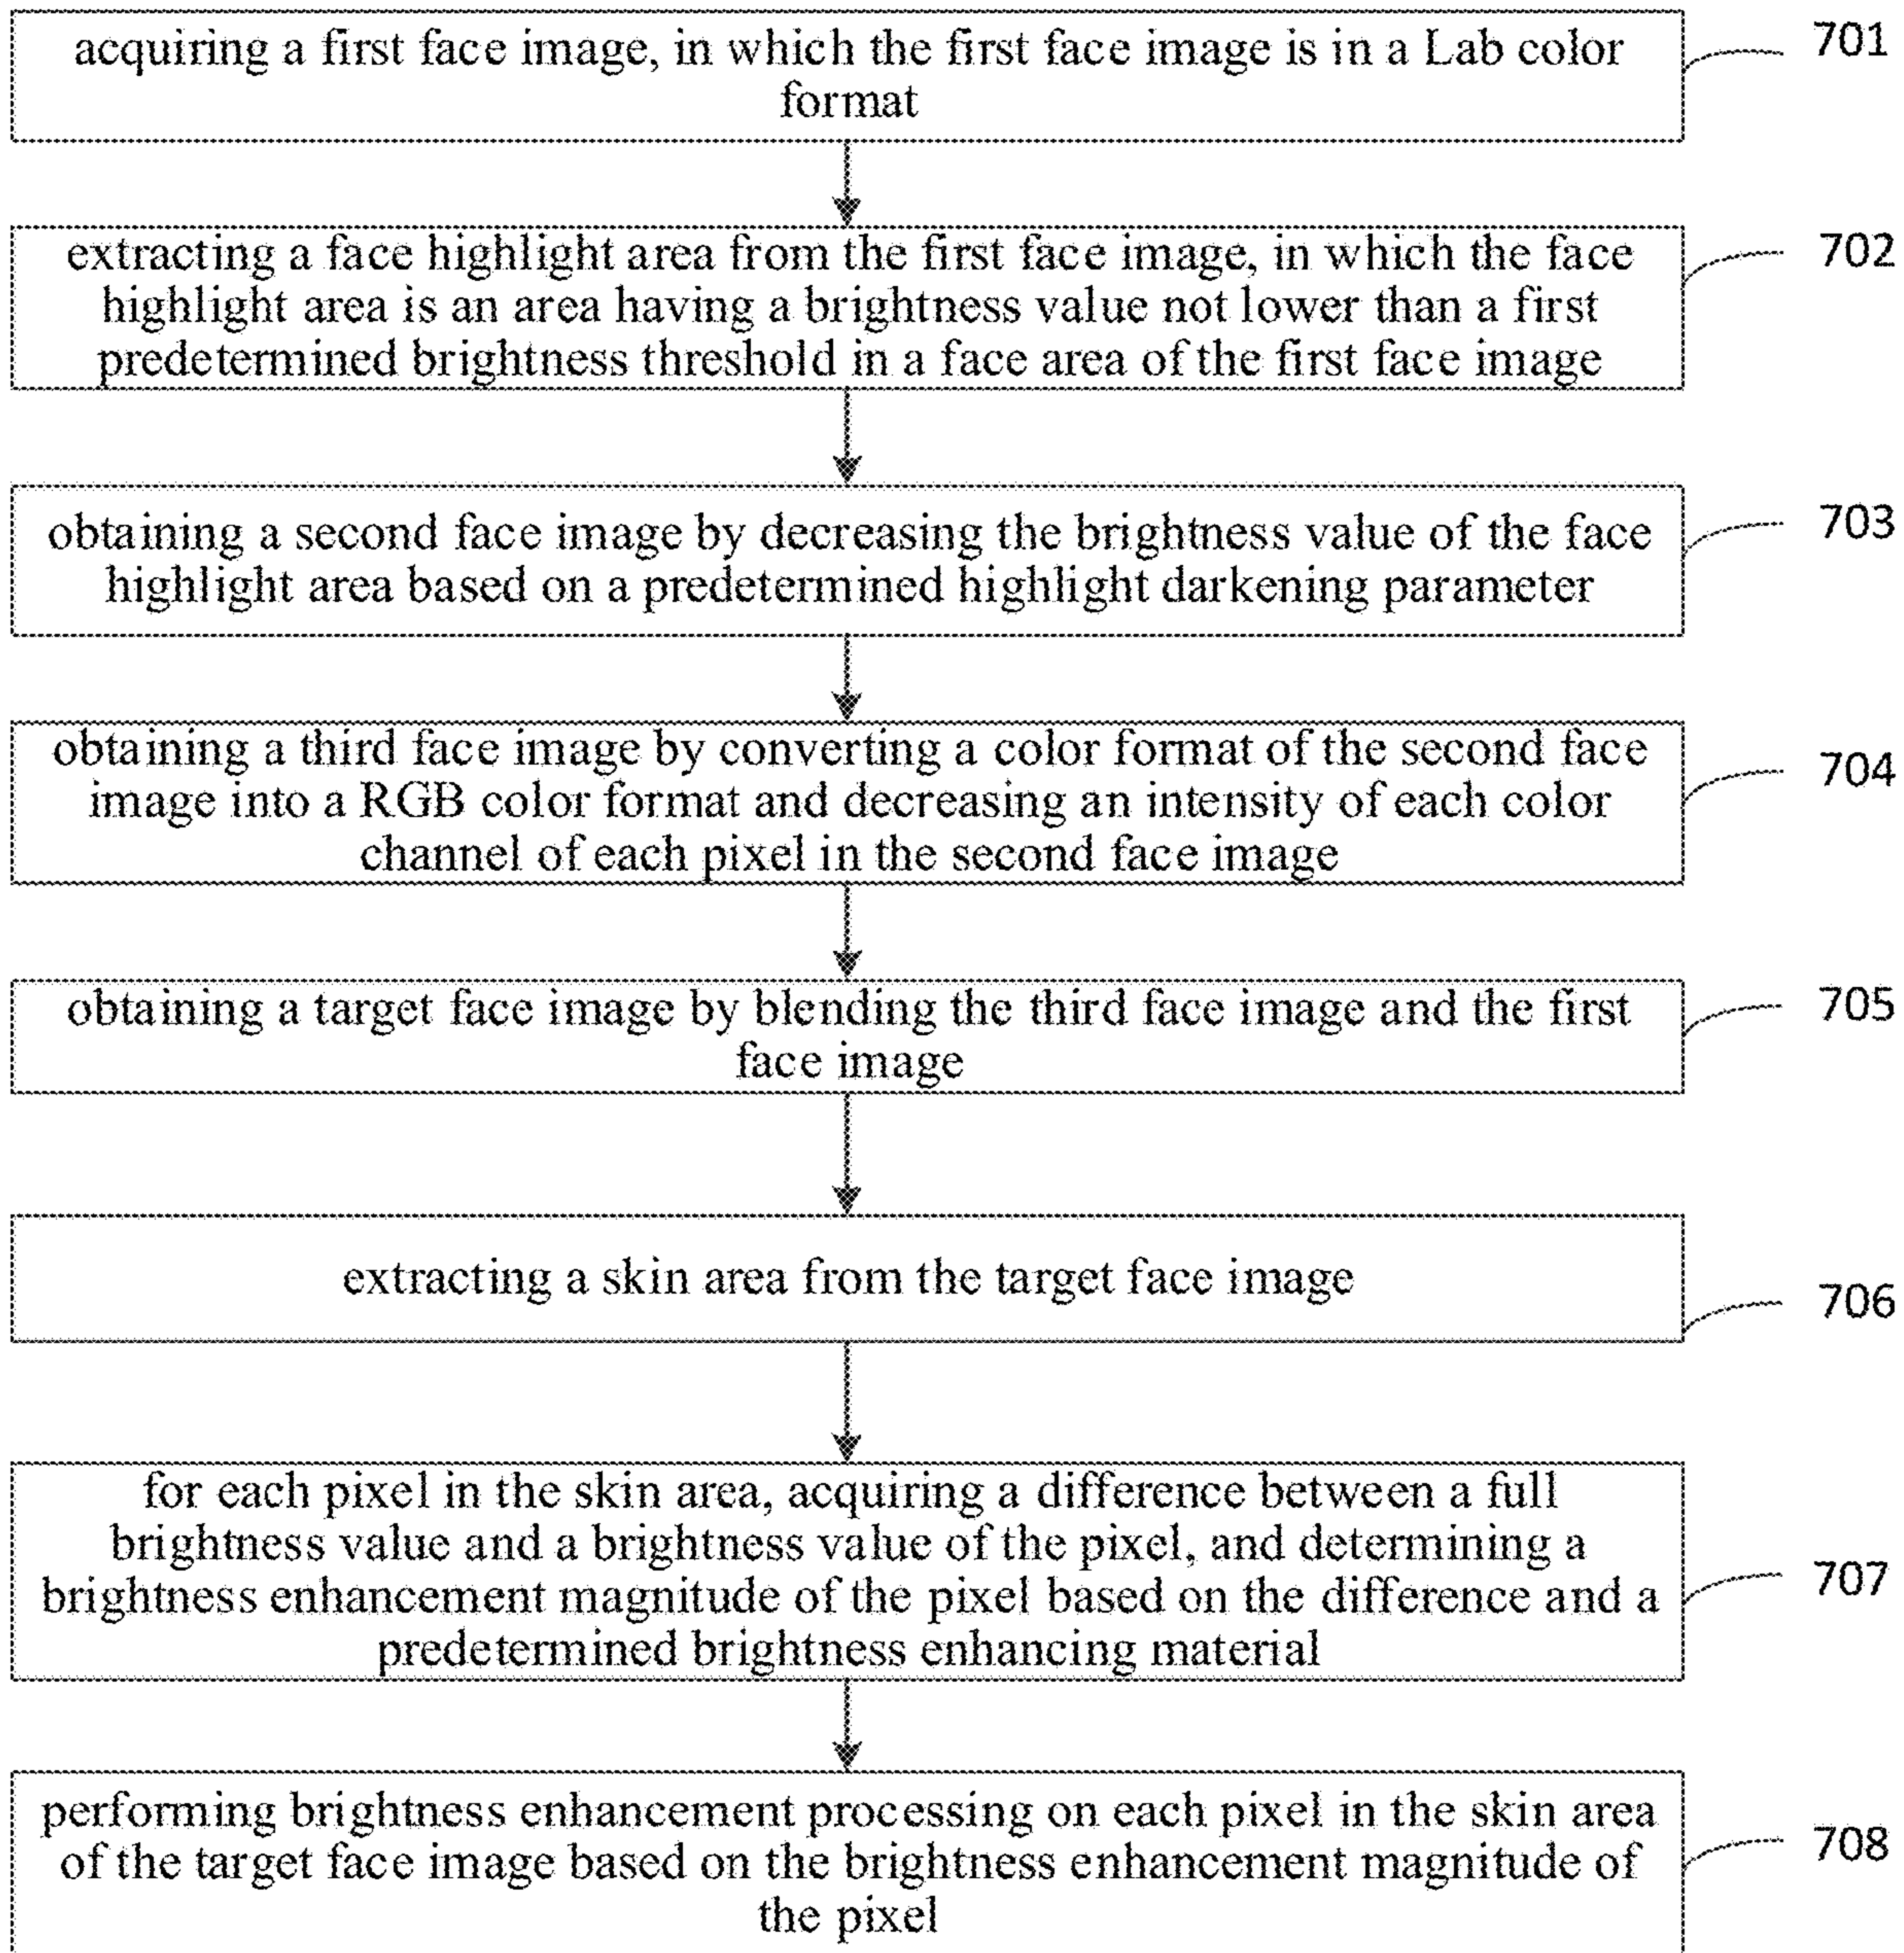 acquiring a first face image, in which the first face image is in a Lab color
format
701
extracting a face highlight area from the first face image, in which the face
highlight area is an area having a brightness value not lower than a first
predetermined brightness threshold in a face area of the first face image
702
obtaining a second face image by decreasing the brightness value of the face
highlight area based on a predetermined highlight darkening parameter
703
obtaining a third face image by converting a color format of the second face
image into a RGB color format and decreasing an intensity of each color
channel of each pixel in the second face image
704
obtaining a target face image by blending the third face image and the first
face image
705
extracting a skin area from the target face image
706
for each pixel in the skin area, acquiring a difference between a full
brightness value and a brightness value of the pixel, and determining a
brightness enhancement magnitude of the pixel based on the difference and a
predetermined brightness enhancing material
707
performing brightness enhancement processing on each pixel in the skin area
of the target face image based on the brightness enhancement magnitude of
the pixel
708